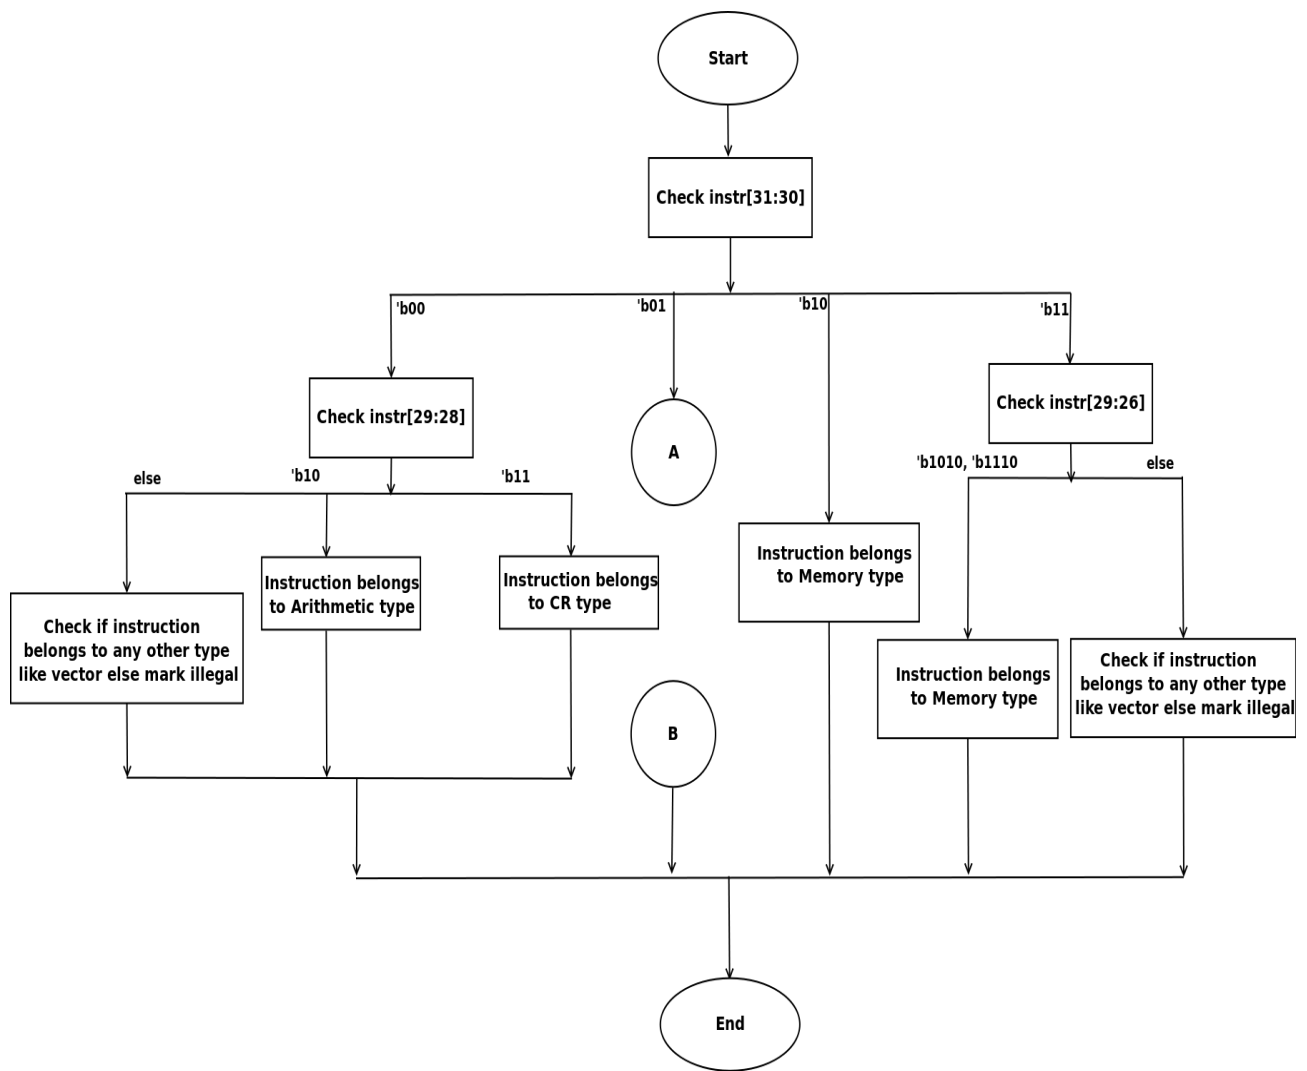 Start
Check instr[31:30]
'b00
'b01
'b10
'b11
Check instr[29:28]
A
Check instr[29:26]
else
'b10
'b11
'b1010, 'b1110
else
Instruction belongs
to Arithmetic type
Instruction belongs
to CR type
Instruction belongs
to Memory type
Check if instruction
belongs to any other type
like vector else mark illegal
B
Instruction belongs
to Memory type
Check if instruction
belongs to any other type
like vector else mark illegal
End